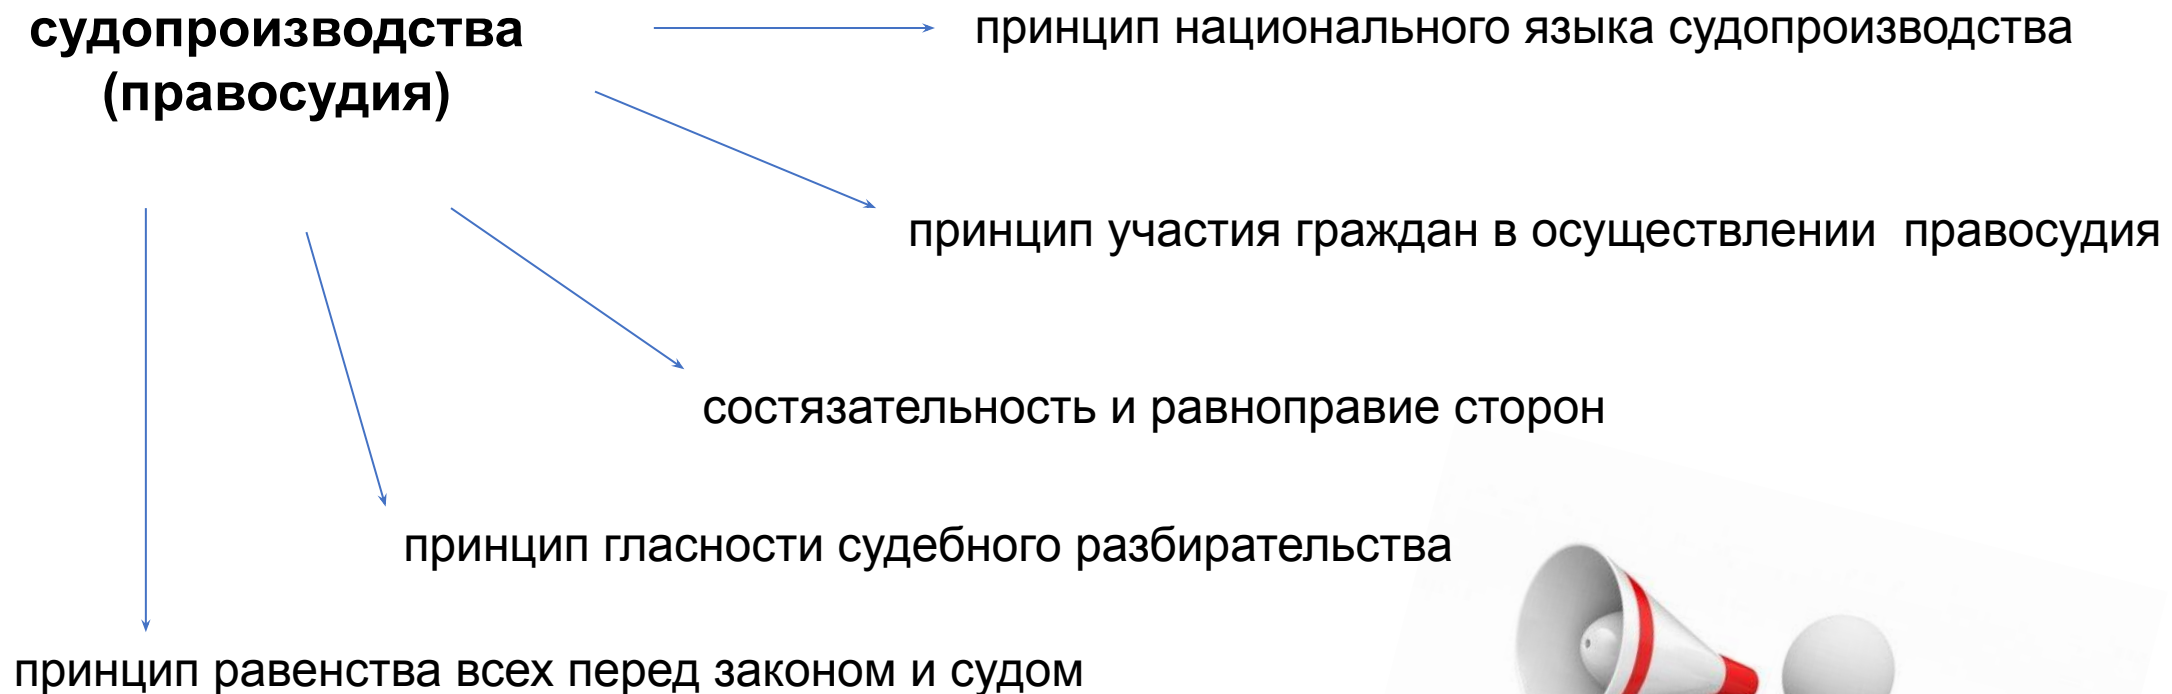 судопроизводства
(правосудия)
принцип национального языка судопроизводства
принцип участия граждан в осуществлении правосудия
состязательность и равноправие сторон
принцип гласности судебного разбирательства
принцип равенства всех перед законом и судом